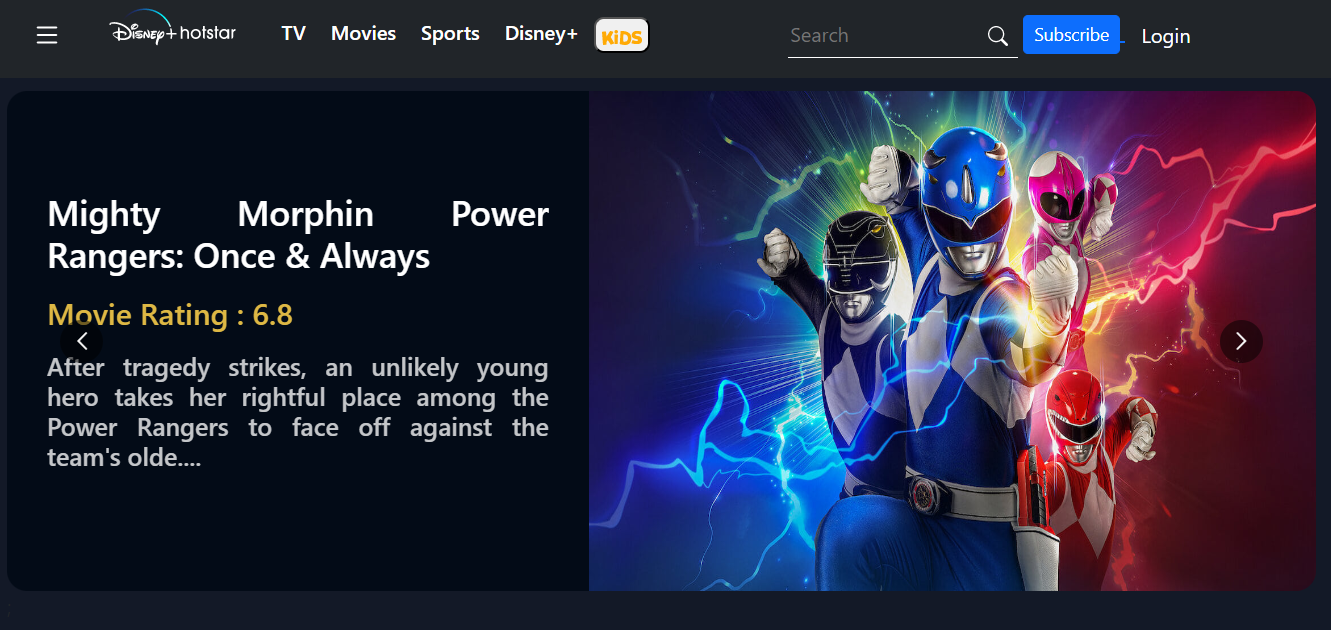 Disney+ hotstar
TV
Movies
Sports
Disney+
KiDS
Search
Subscribe
Login
Mighty Morphin Power
Rangers: Once & Always
Movie Rating : 6.8
After tragedy strikes, an unlikely young
hero takes her rightful place among the
Power Rangers to face off against the
team's olde....